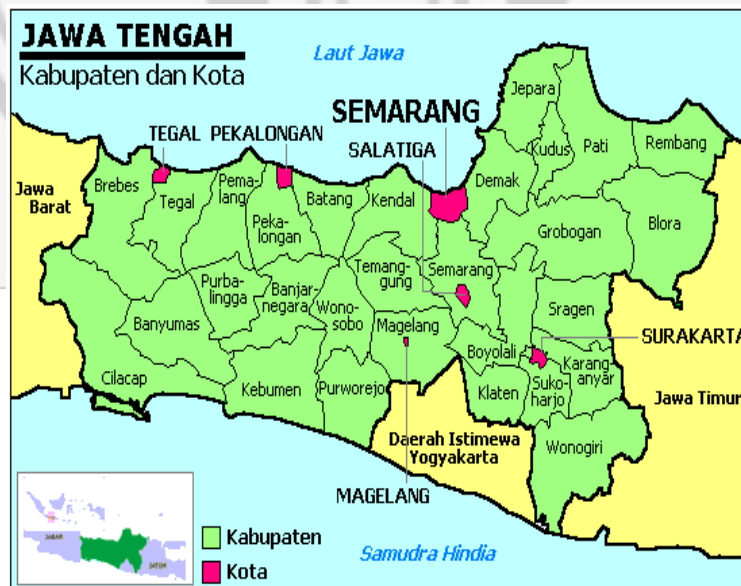 JAWA TENGAH
Kabupaten dan Kota
Laut Jawa
SEMARANG
TEGAL
PEKALONGAN
SALATIGA
Jepara
Kudus
Pati
Rembang
Brebes
Tegal
Pema-
lang
Peka-
longan
Batang
Kendal
Demak
Jawa
Barat
Grobogan
Blora
Temang-
gung
Semarang
Purba-
lingga
Banjar-
negara
Wono-
sobo
Banyumas
Magelang
Sragen
SURAKARTA
Boyolali
Karang-
anyar
Cilacap
Kebumen
Purworejo
Klaten
Suko-
harjo
Jawa Timur
Daerah Istimewa
Yogyakarta
Wonogiri
MAGELANG
Kabupaten
Kota
Samudra Hindia